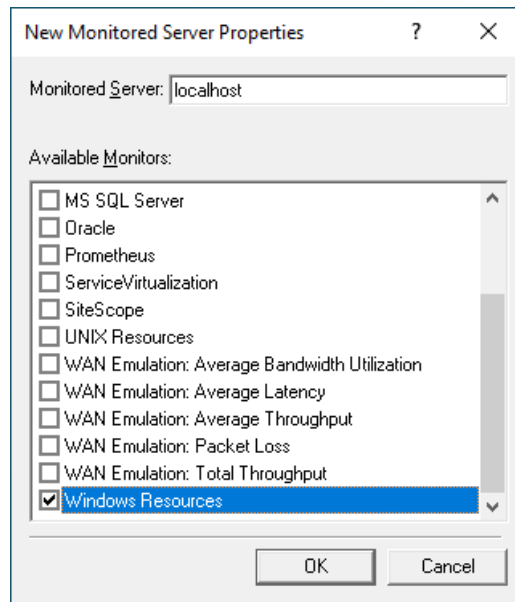 New Monitored Server Properties
Monitored Server: localhost
Available Monitors:
MS SQL Server
Oracle
Prometheus
ServiceVirtualization
SiteScope
UNIX Resources
WAN Emulation: Average Bandwidth Utilization
WAN Emulation: Average Latency
WAN Emulation: Average Throughput
WAN Emulation: Packet Loss
WAN Emulation: Total Throughput
Windows Resources
OK Cancel